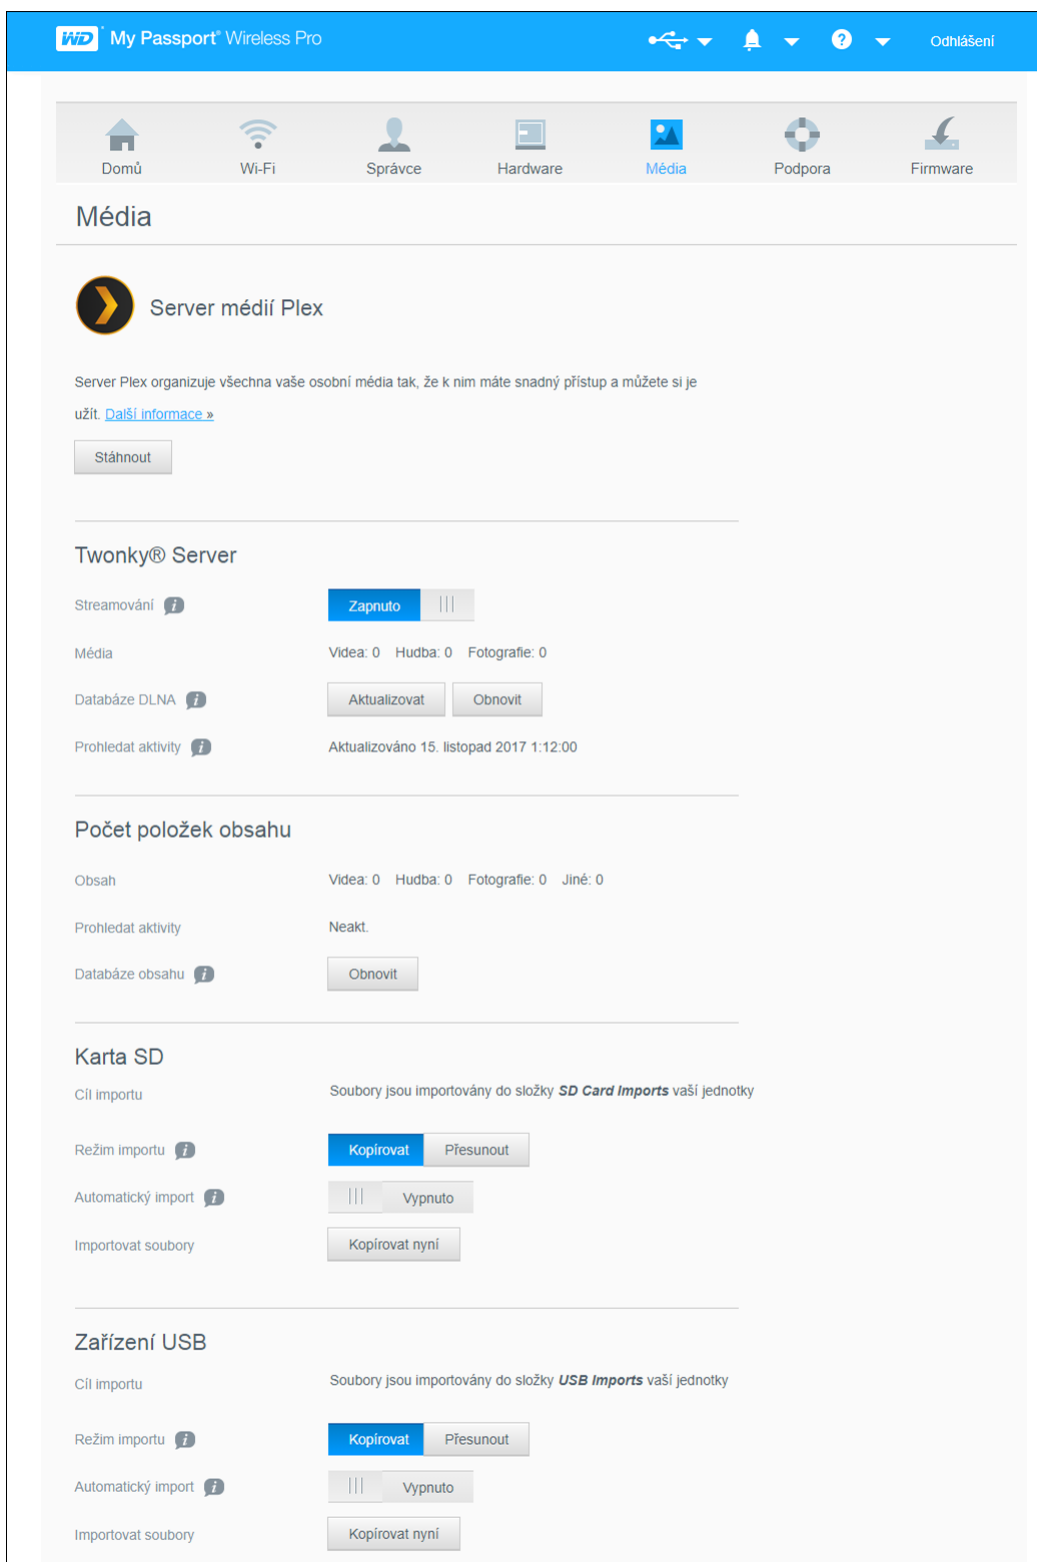 WD My Passport® Wireless Pro
Odhlášení
Domů Wi-Fi Správce Hardware Média Podpora Firmware
Média
Server médií Plex
Server Plex organizuje všechna vaše osobní média tak, že k nim máte snadný přístup a můžete si je
užít. Další informace »
Stáhnout
Twonky® Server
Streamování Zapnuto
Média Videa: 0 Hudba: 0 Fotografie: 0
Databáze DLNA Aktualizovat Obnovit
Prohledat aktivity Aktualizováno 15. listopad 2017 1:12:00
Počet položek obsahu
Obsah Videa: 0 Hudba: 0 Fotografie: 0 Jiné: 0
Prohledat aktivity Neakt.
Databáze obsahu Obnovit
Karta SD
Cíl importu Soubory jsou importovány do složky SD Card Imports vaší jednotky
Režim importu Kopírovat Přesunout
Automatický import Vypnuto
Importovat soubory Kopírovat nyní
Zařízení USB
Cíl importu Soubory jsou importovány do složky USB Imports vaší jednotky
Režim importu Kopírovat Přesunout
Automatický import Vypnuto
Importovat soubory Kopírovat nyní